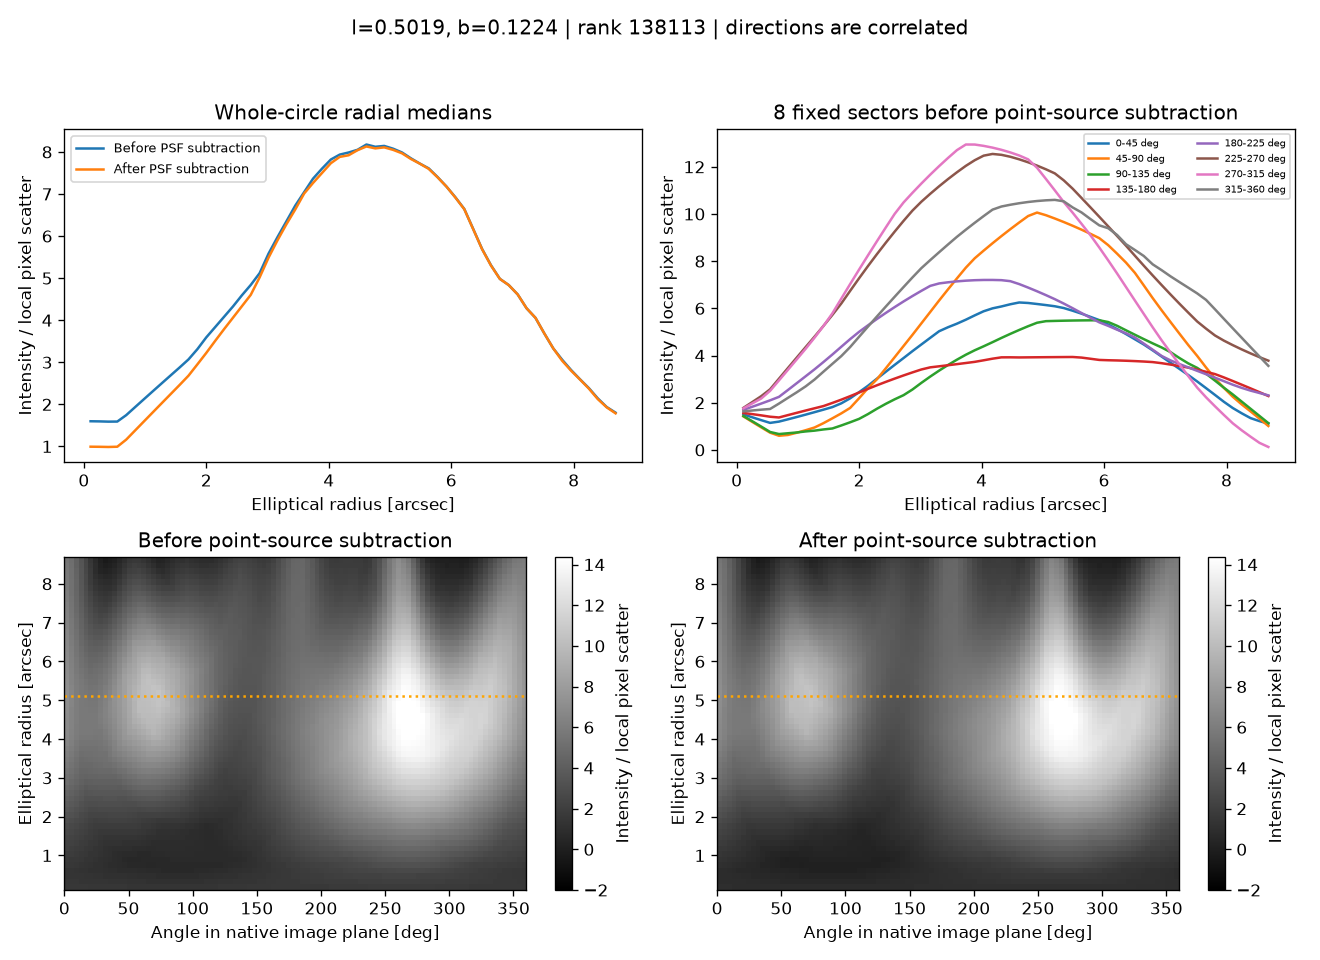 l=0.5019, b=0.1224 | rank 138113 | directions are correlated
Whole-circle radial medians
Before PSF subtraction
After PSF subtraction
8
7
6
5
4
3
2
1
Intensity / local pixel scatter
0 2 4 6 8
Elliptical radius [arcsec]
8 fixed sectors before point-source subtraction
0-45 deg 180-225 deg
45-90 deg 225-270 deg
90-135 deg 270-315 deg
135-180 deg 315-360 deg
12
10
8
6
4
2
0
Intensity / local pixel scatter
0 2 4 6 8
Elliptical radius [arcsec]
Before point-source subtraction
8
7
6
5
4
3
2
1
Elliptical radius [arcsec]
0 50 100 150 200 250 300 350
Angle in native image plane [deg]
14
12
10
8
6
4
2
0
−2
Intensity / local pixel scatter
After point-source subtraction
8
7
6
5
4
3
2
1
Elliptical radius [arcsec]
0 50 100 150 200 250 300 350
Angle in native image plane [deg]
14
12
10
8
6
4
2
0
−2
Intensity / local pixel scatter